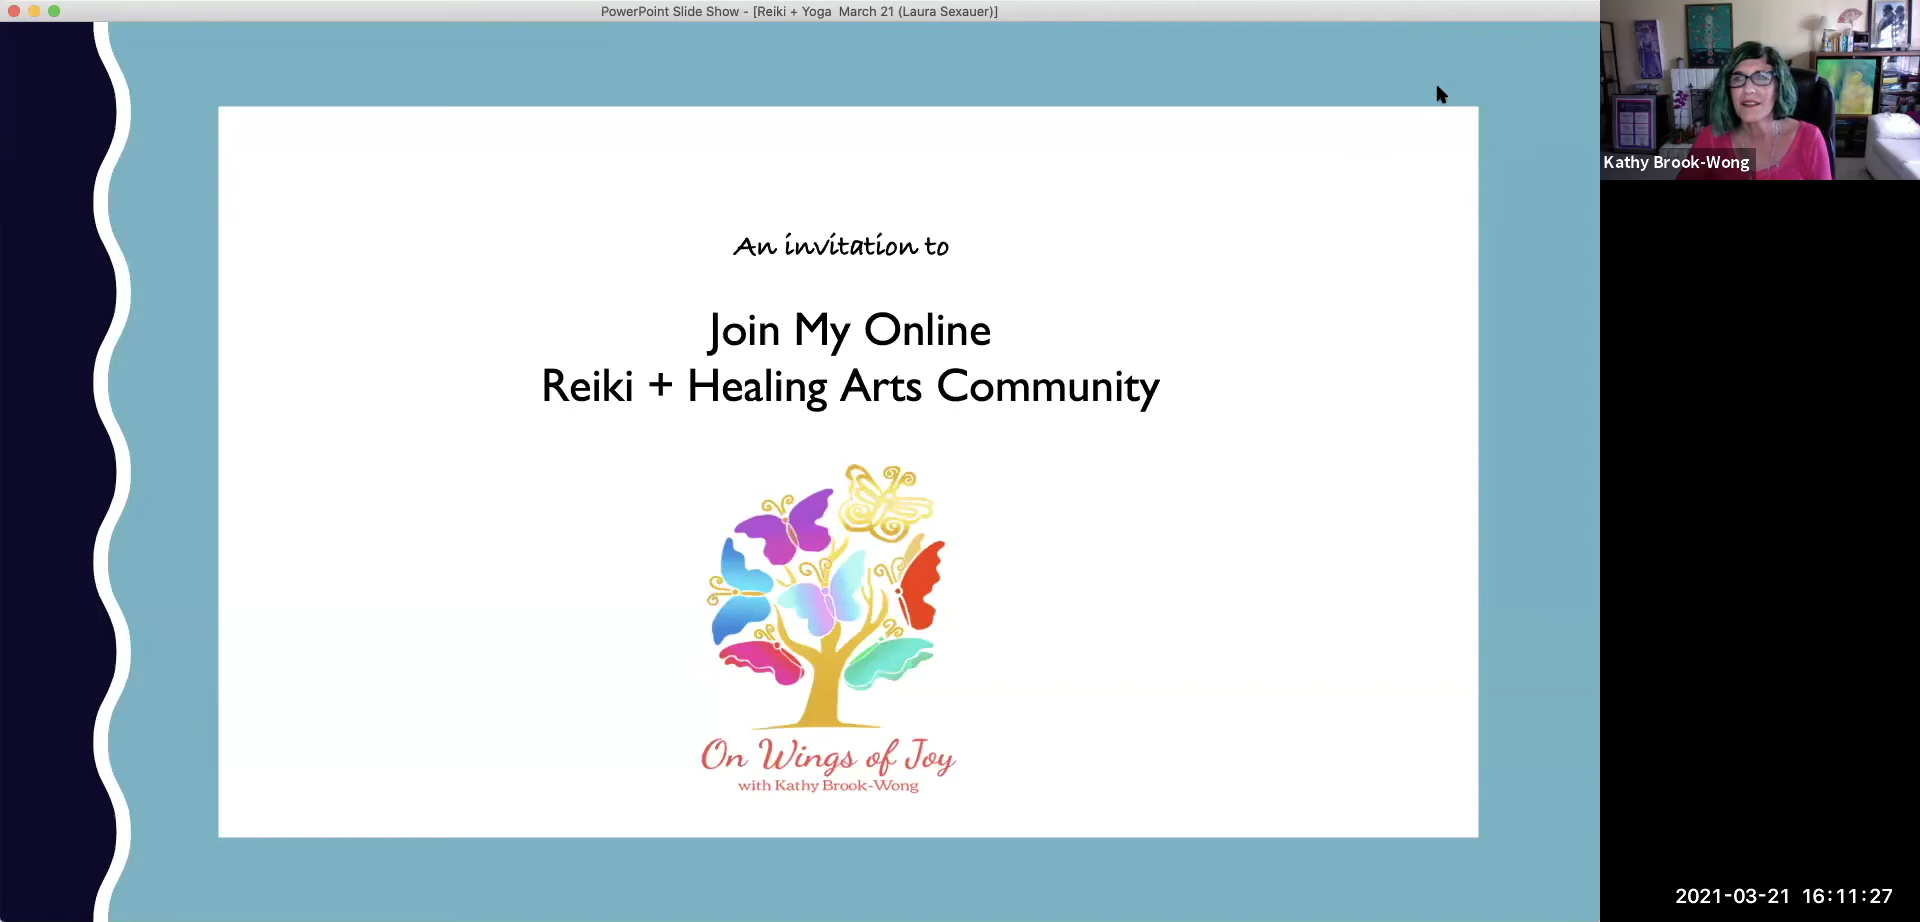 PowerPoint Slide Show - [Reiki + Yoga  March 21 (Laura Sexauer)]
An invitation to
Join My Online
Reiki + Healing Arts Community
On Wings of Joy
with Kathy Brook-Wong
Kathy Brook-Wong
2021-03-21 16:11:27